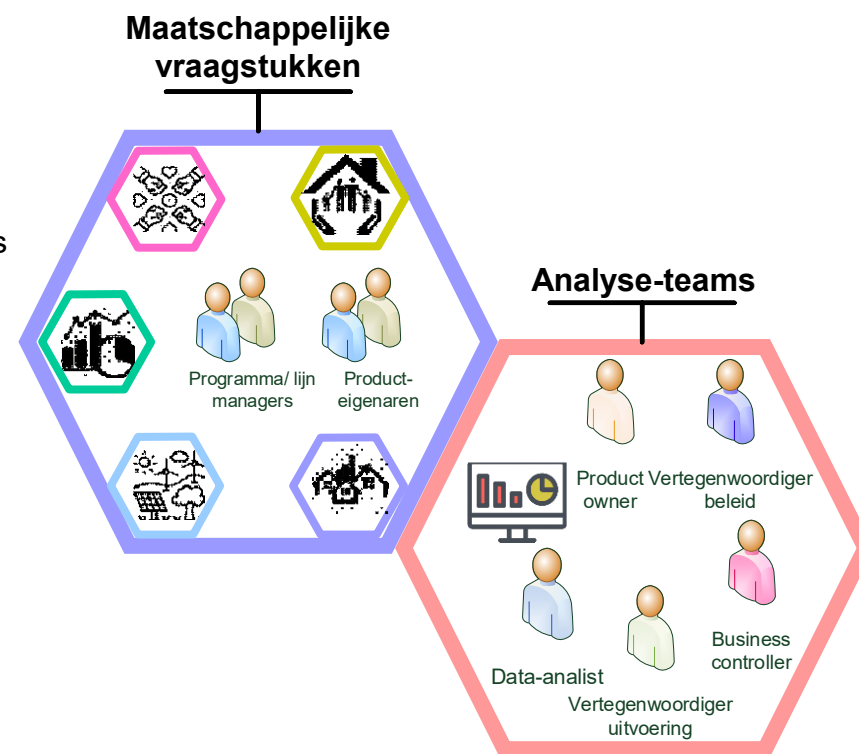 Maatschappelijke
vraagstukken
s
Analyse-teams
Programma/ lijn
managers
Product-
eigenaren
Product
owner
Vertegenwoordiger
beleid
Business
controller
Data-analist
Vertegenwoordiger
uitvoering